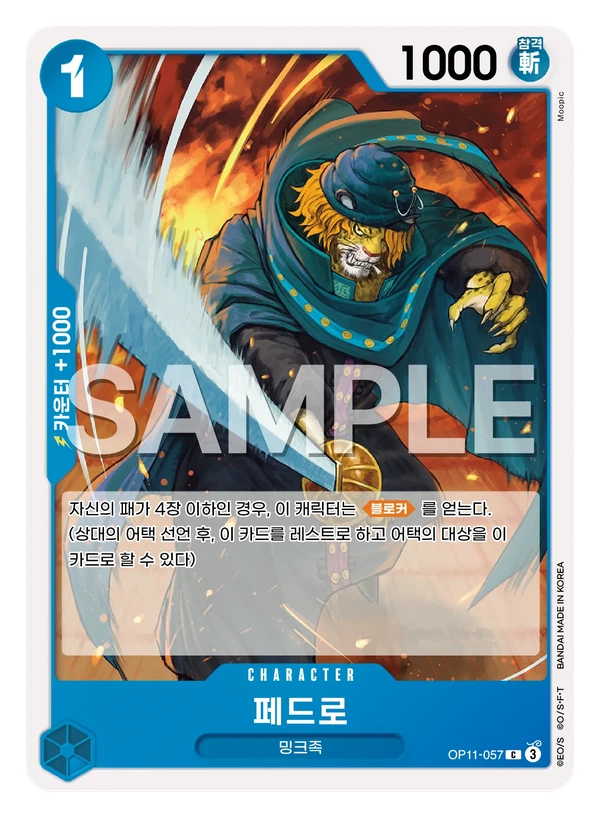 1
1000
참격
斬
Moopic
카운터 +1000
SAMPLE
자신의 패가 4장 이하인 경우, 이 캐릭터는 블로커 를 얻는다.
(상대의 어택 선언 후, 이 카드를 레스트로 하고 어택의 대상을 이
카드로 할 수 있다)
CHARACTER
페드로
밍크족
OP11-057 C 3
©EO/S ©O/S·F·T BANDAI MADE IN KOREA